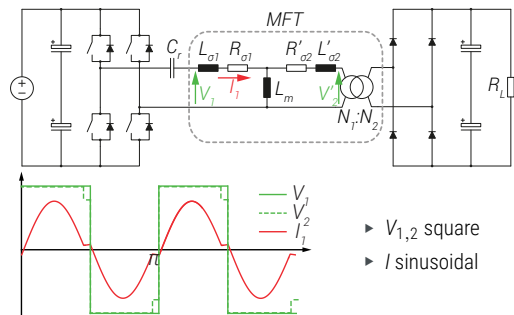 MFT
C_r L_σ1 R_σ1 R'_σ2 L'_σ2
V_1 I_1 L_m V'_2 R_L
N_1:N_2
V_1
V_2
I_1
π
▸ V_1,2 square
▸ I sinusoidal